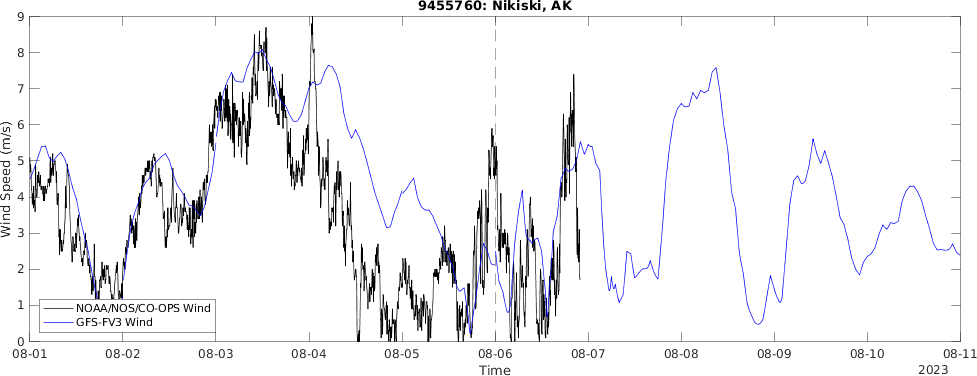 9455760: Nikiski, AK
Wind Speed (m/s)
9
8
7
6
5
4
3
2
1
0
NOAA/NOS/CO-OPS Wind
GFS-FV3 Wind
08-01 08-02 08-03 08-04 08-05 08-06 08-07 08-08 08-09 08-10 08-11
Time
2023